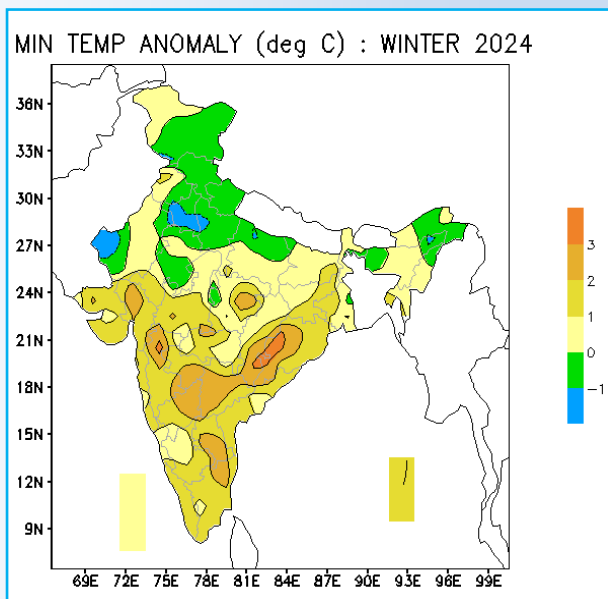 MIN TEMP ANOMALY (deg C) : WINTER 2024
36N
33N
30N
27N
24N
21N
18N
15N
12N
9N
3
2
1
0
−1
69E 72E 75E 78E 81E 84E 87E 90E 93E 96E 99E